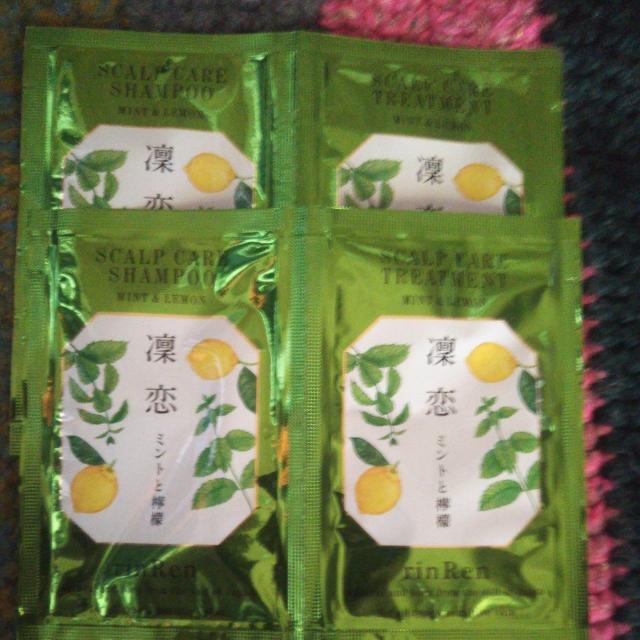 SCALP CARE
SHAMPOO
MINT & LEMON
凜
恋
SCALP CARE
TREATMENT
MINT & LEMON
凜
恋
SCALP CARE
SHAMPOO
MINT & LEMON
凜
恋
ミントと檸檬
rinRen
SCALP CARE
TREATMENT
MINT & LEMON
凜
恋
ミントと檸檬
rinRen